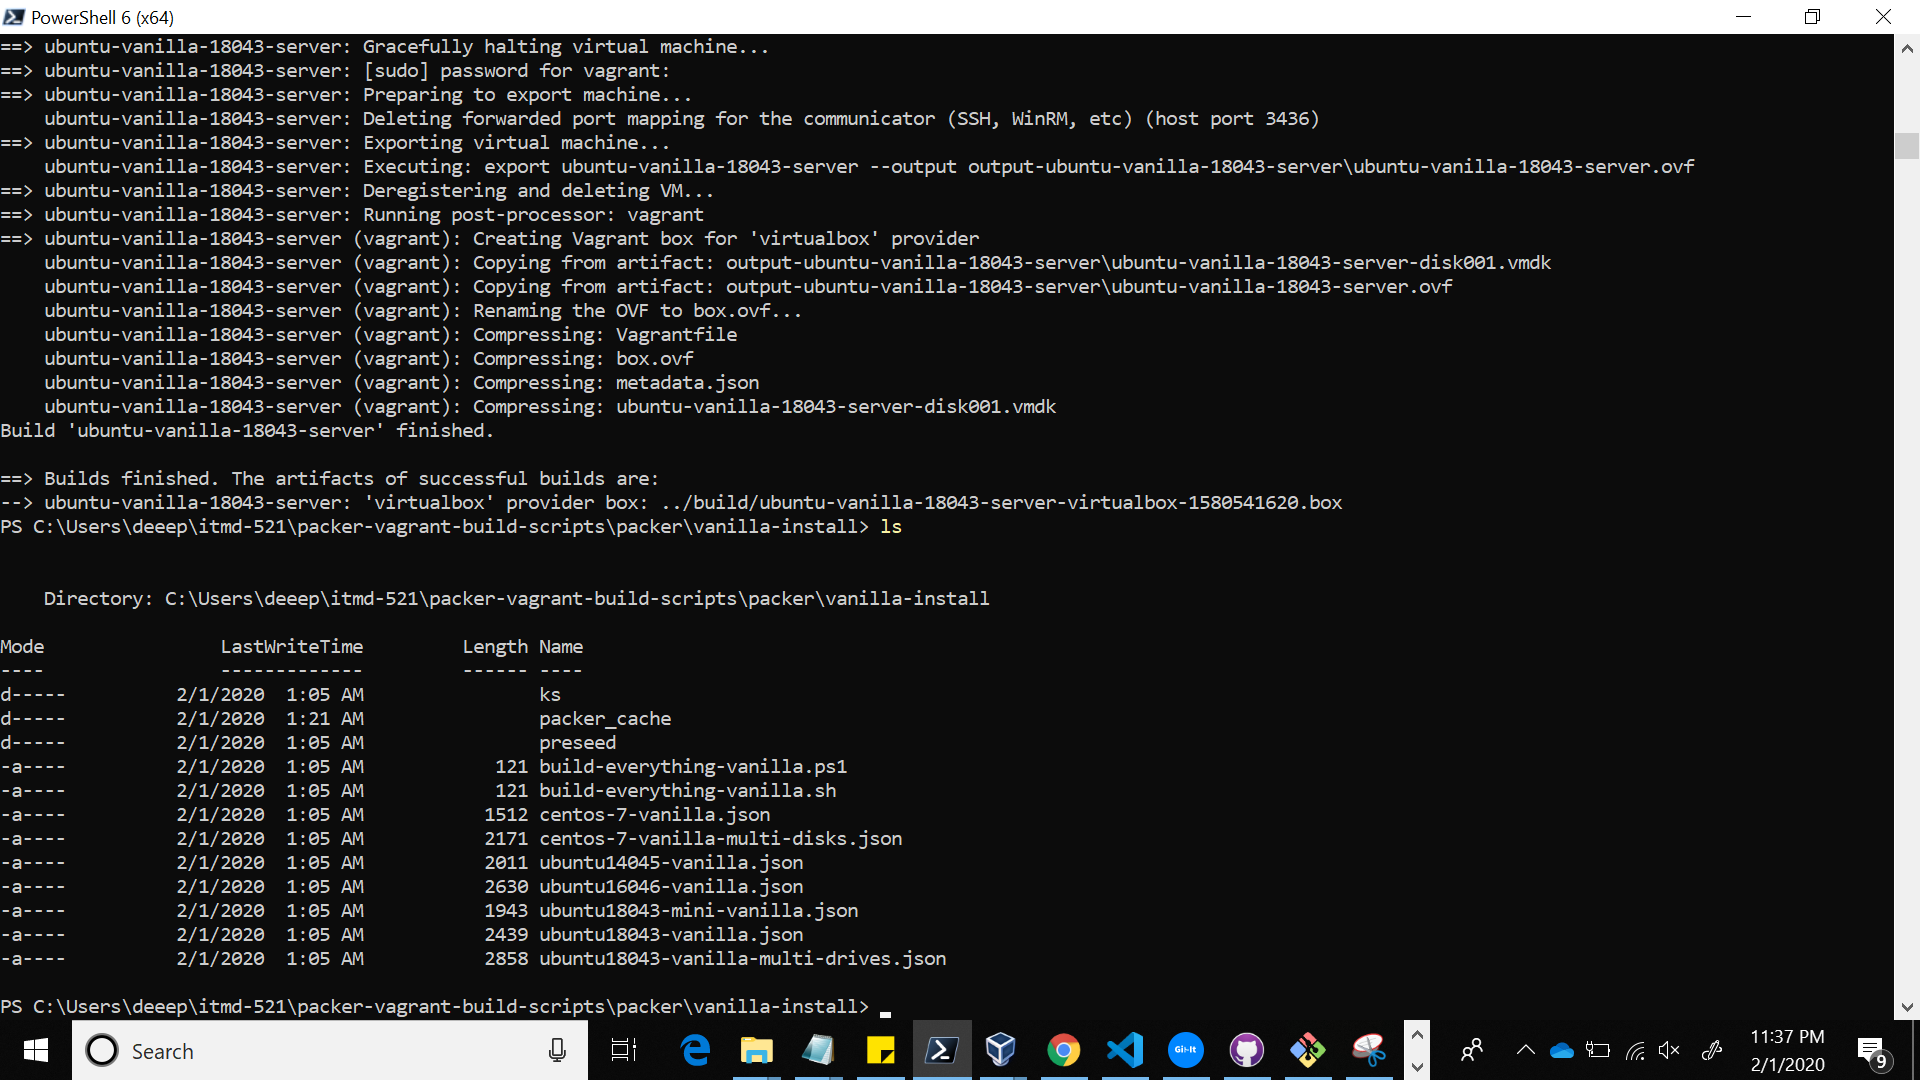 PowerShell 6 (x64)
==> ubuntu-vanilla-18043-server: Gracefully halting virtual machine...
==> ubuntu-vanilla-18043-server: [sudo] password for vagrant:
==> ubuntu-vanilla-18043-server: Preparing to export machine...
    ubuntu-vanilla-18043-server: Deleting forwarded port mapping for the communicator (SSH, WinRM, etc) (host port 3436)
==> ubuntu-vanilla-18043-server: Exporting virtual machine...
    ubuntu-vanilla-18043-server: Executing: export ubuntu-vanilla-18043-server --output output-ubuntu-vanilla-18043-server\ubuntu-vanilla-18043-server.ovf
==> ubuntu-vanilla-18043-server: Deregistering and deleting VM...
==> ubuntu-vanilla-18043-server: Running post-processor: vagrant
==> ubuntu-vanilla-18043-server (vagrant): Creating Vagrant box for 'virtualbox' provider
    ubuntu-vanilla-18043-server (vagrant): Copying from artifact: output-ubuntu-vanilla-18043-server\ubuntu-vanilla-18043-server-disk001.vmdk
    ubuntu-vanilla-18043-server (vagrant): Copying from artifact: output-ubuntu-vanilla-18043-server\ubuntu-vanilla-18043-server.ovf
    ubuntu-vanilla-18043-server (vagrant): Renaming the OVF to box.ovf...
    ubuntu-vanilla-18043-server (vagrant): Compressing: Vagrantfile
    ubuntu-vanilla-18043-server (vagrant): Compressing: box.ovf
    ubuntu-vanilla-18043-server (vagrant): Compressing: metadata.json
    ubuntu-vanilla-18043-server (vagrant): Compressing: ubuntu-vanilla-18043-server-disk001.vmdk
Build 'ubuntu-vanilla-18043-server' finished.
==> Builds finished. The artifacts of successful builds are:
--> ubuntu-vanilla-18043-server: 'virtualbox' provider box: ../build/ubuntu-vanilla-18043-server-virtualbox-1580541620.box
PS C:\Users\deeep\itmd-521\packer-vagrant-build-scripts\packer\vanilla-install> ls
    Directory: C:\Users\deeep\itmd-521\packer-vagrant-build-scripts\packer\vanilla-install
Mode                LastWriteTime         Length Name
----                -------------         ------ ----
d-----          2/1/2020  1:05 AM                ks
d-----          2/1/2020  1:21 AM                packer_cache
d-----          2/1/2020  1:05 AM                preseed
-a----          2/1/2020  1:05 AM            121 build-everything-vanilla.ps1
-a----          2/1/2020  1:05 AM            121 build-everything-vanilla.sh
-a----          2/1/2020  1:05 AM           1512 centos-7-vanilla.json
-a----          2/1/2020  1:05 AM           2171 centos-7-vanilla-multi-disks.json
-a----          2/1/2020  1:05 AM           2011 ubuntu14045-vanilla.json
-a----          2/1/2020  1:05 AM           2630 ubuntu16046-vanilla.json
-a----          2/1/2020  1:05 AM           1943 ubuntu18043-mini-vanilla.json
-a----          2/1/2020  1:05 AM           2439 ubuntu18043-vanilla.json
-a----          2/1/2020  1:05 AM           2858 ubuntu18043-vanilla-multi-drives.json
PS C:\Users\deeep\itmd-521\packer-vagrant-build-scripts\packer\vanilla-install>
Search
Git-It
11:37 PM
2/1/2020
9